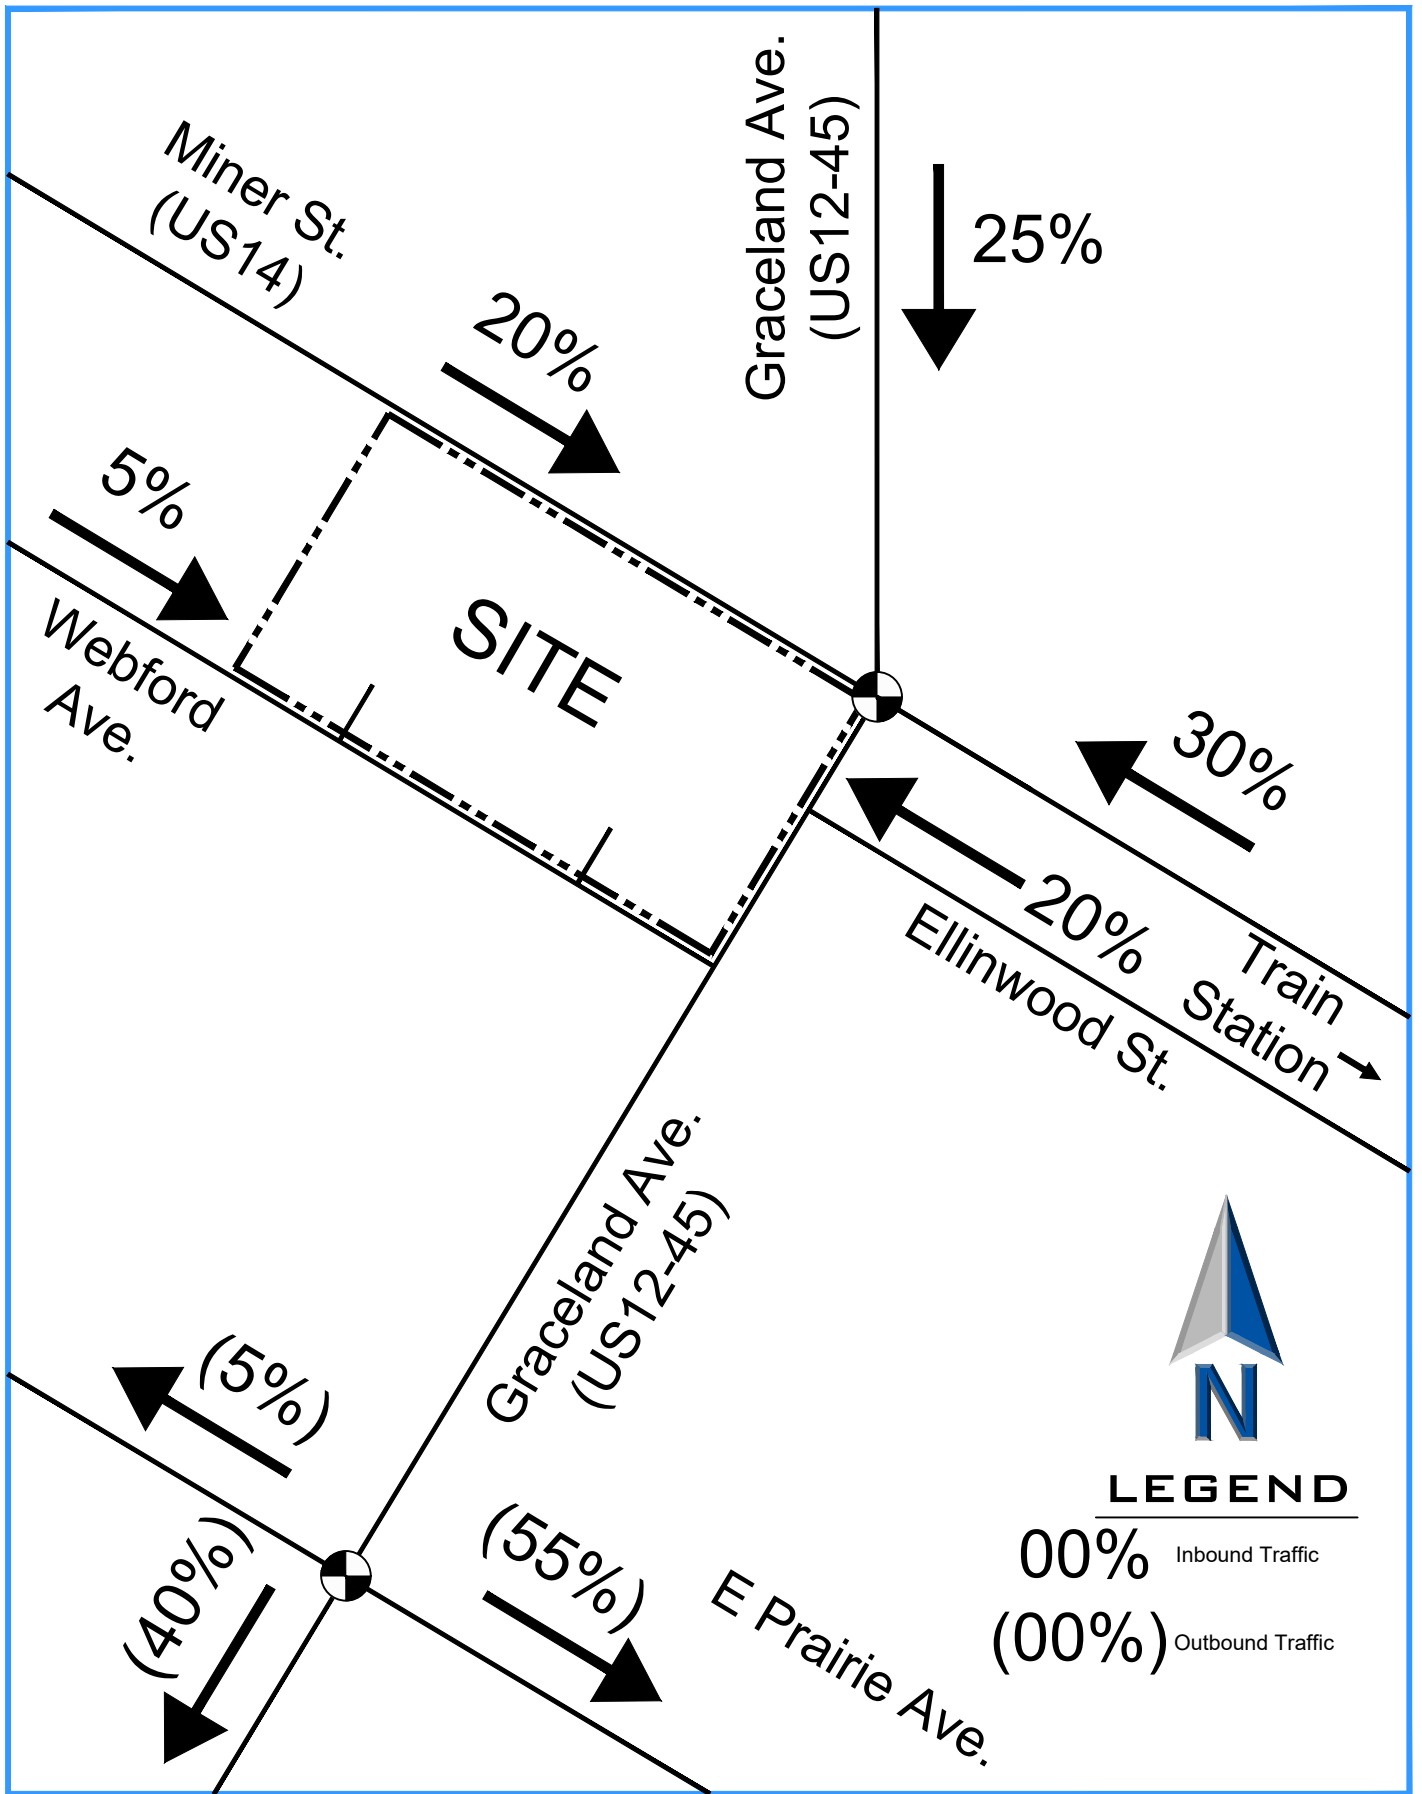 Graceland Ave.
(US12-45)
25%
Miner St.
(US14)
20%
5%
Webford
Ave.
SITE
30%
20%
Ellinwood St.
Train
Station
Graceland Ave.
(US12-45)
(5%)
(40%)
(55%)
E Prairie Ave.
N
LEGEND
00% Inbound Traffic
(00%) Outbound Traffic